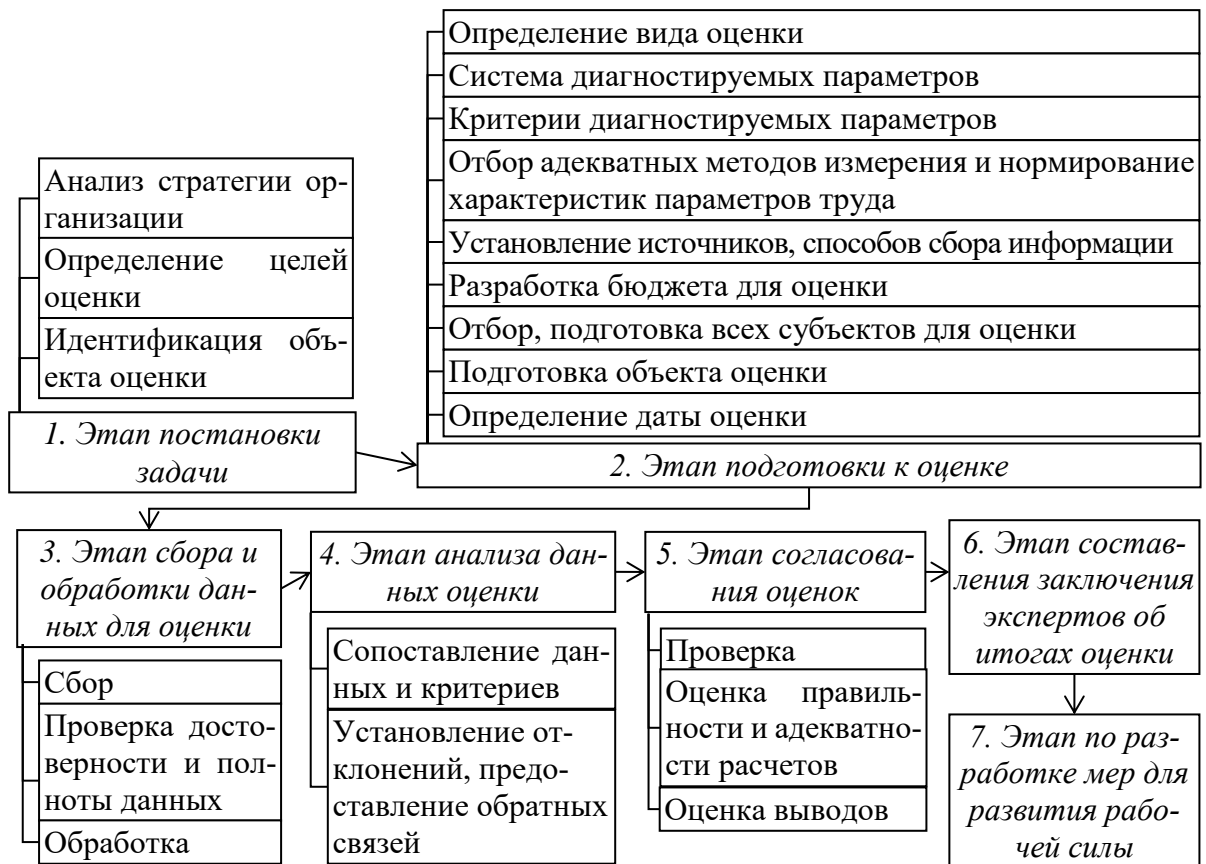 Определение вида оценки
Система диагностируемых параметров
Критерии диагностируемых параметров
Отбор адекватных методов измерения и нормирование
характеристик параметров труда
Установление источников, способов сбора информации
Разработка бюджета для оценки
Отбор, подготовка всех субъектов для оценки
Подготовка объекта оценки
Определение даты оценки
Анализ стратегии ор-
ганизации
Определение целей
оценки
Идентификация объ-
екта оценки
1. Этап постановки
задачи
2. Этап подготовки к оценке
3. Этап сбора и
обработки дан-
ных для оценки
Сбор
Проверка досто-
верности и пол-
ноты данных
Обработка
4. Этап анализа дан-
ных оценки
Сопоставление дан-
ных и критериев
Установление от-
клонений, предо-
ставление обратных
связей
5. Этап согласова-
ния оценок
Проверка
Оценка правиль-
ности и адекватно-
сти расчетов
Оценка выводов
6. Этап состав-
ления заключения
экспертов об
итогах оценки
7. Этап по раз-
работке мер для
развития рабо-
чей силы